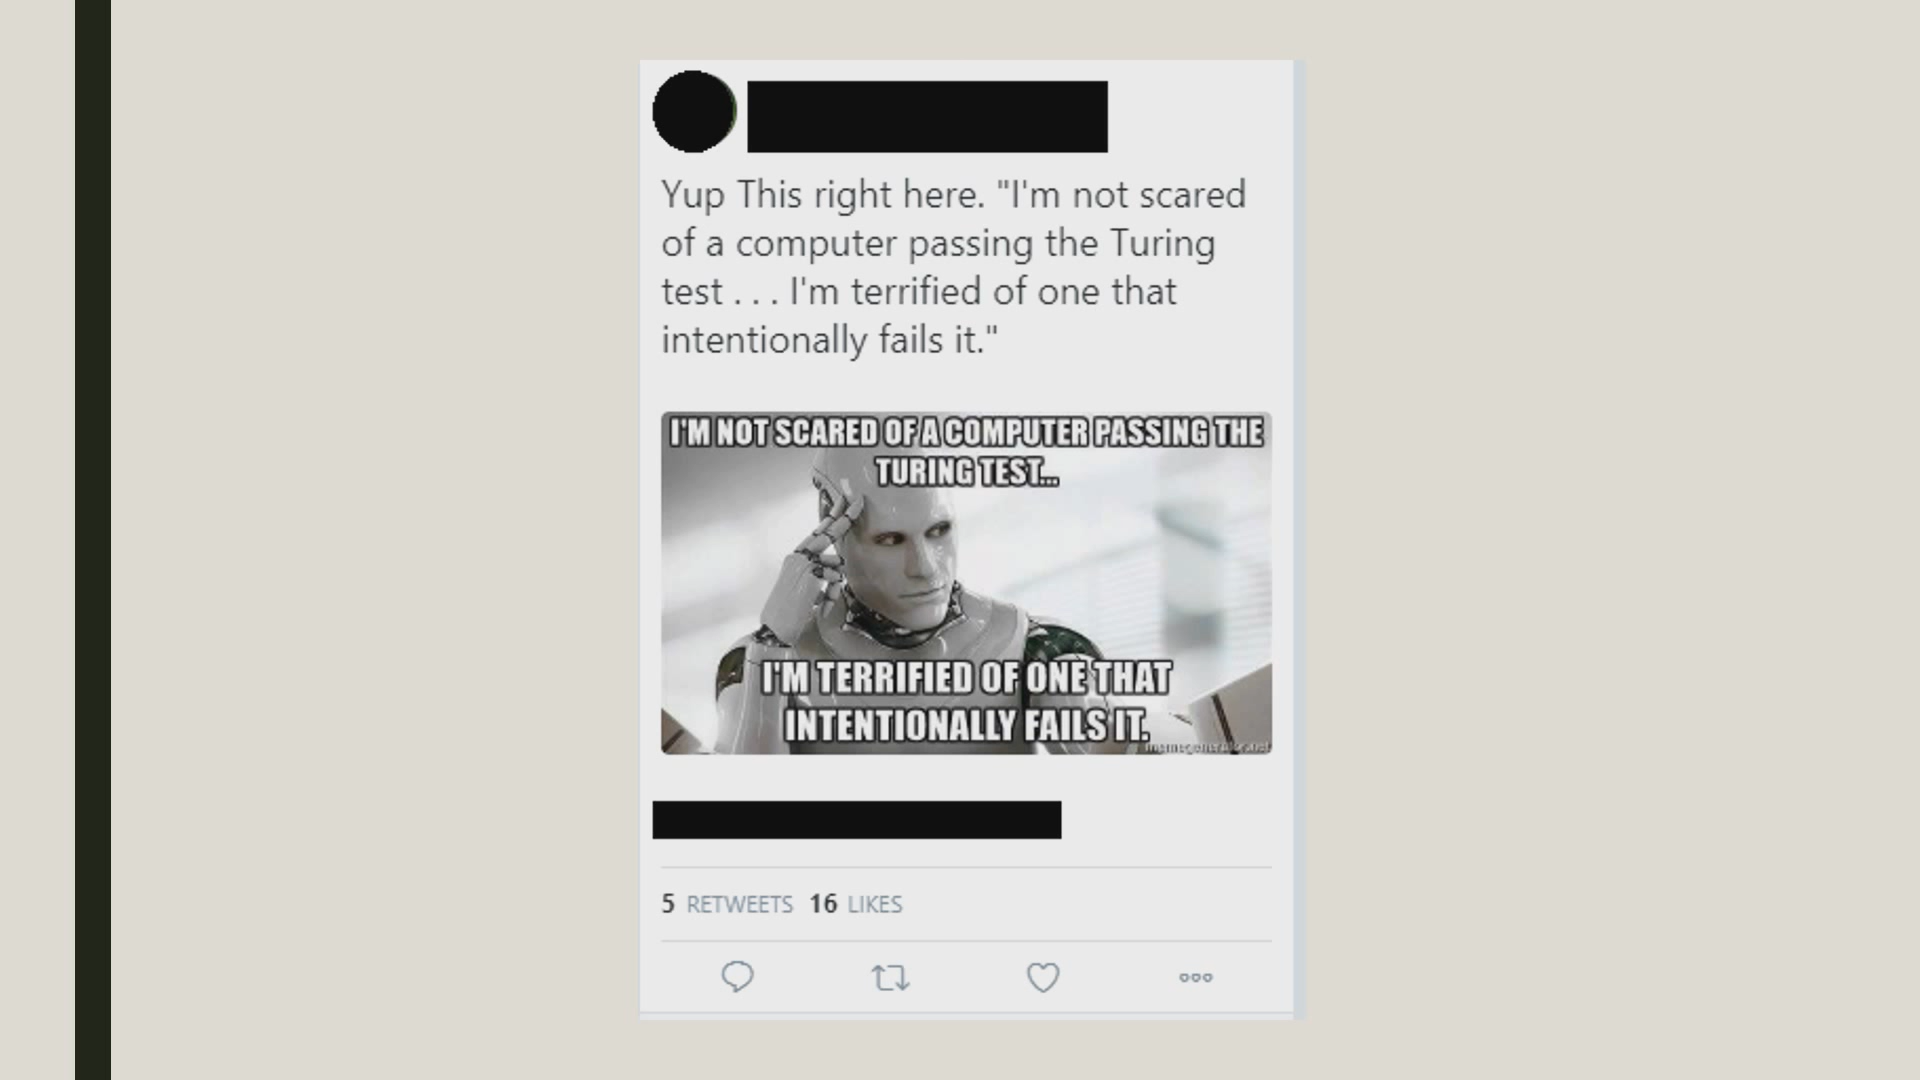 Yup This right here. "I'm not scared
of a computer passing the Turing
test . . . I'm terrified of one that
intentionally fails it."
I'M NOT SCARED OF A COMPUTER PASSING THE
TURING TEST...
I'M TERRIFIED OF ONE THAT
INTENTIONALLY FAILS IT.
memegenerator.net
5 RETWEETS 16 LIKES